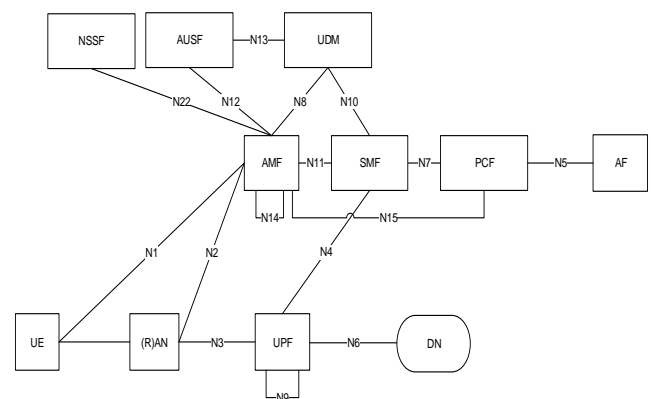 NSSF
AUSF
N13
UDM
N22
N12
N8
N10
AMF
N11
SMF
N7
PCF
N5
AF
N14
N15
N1
N2
N4
UE
(R)AN
N3
UPF
N6
DN
N9